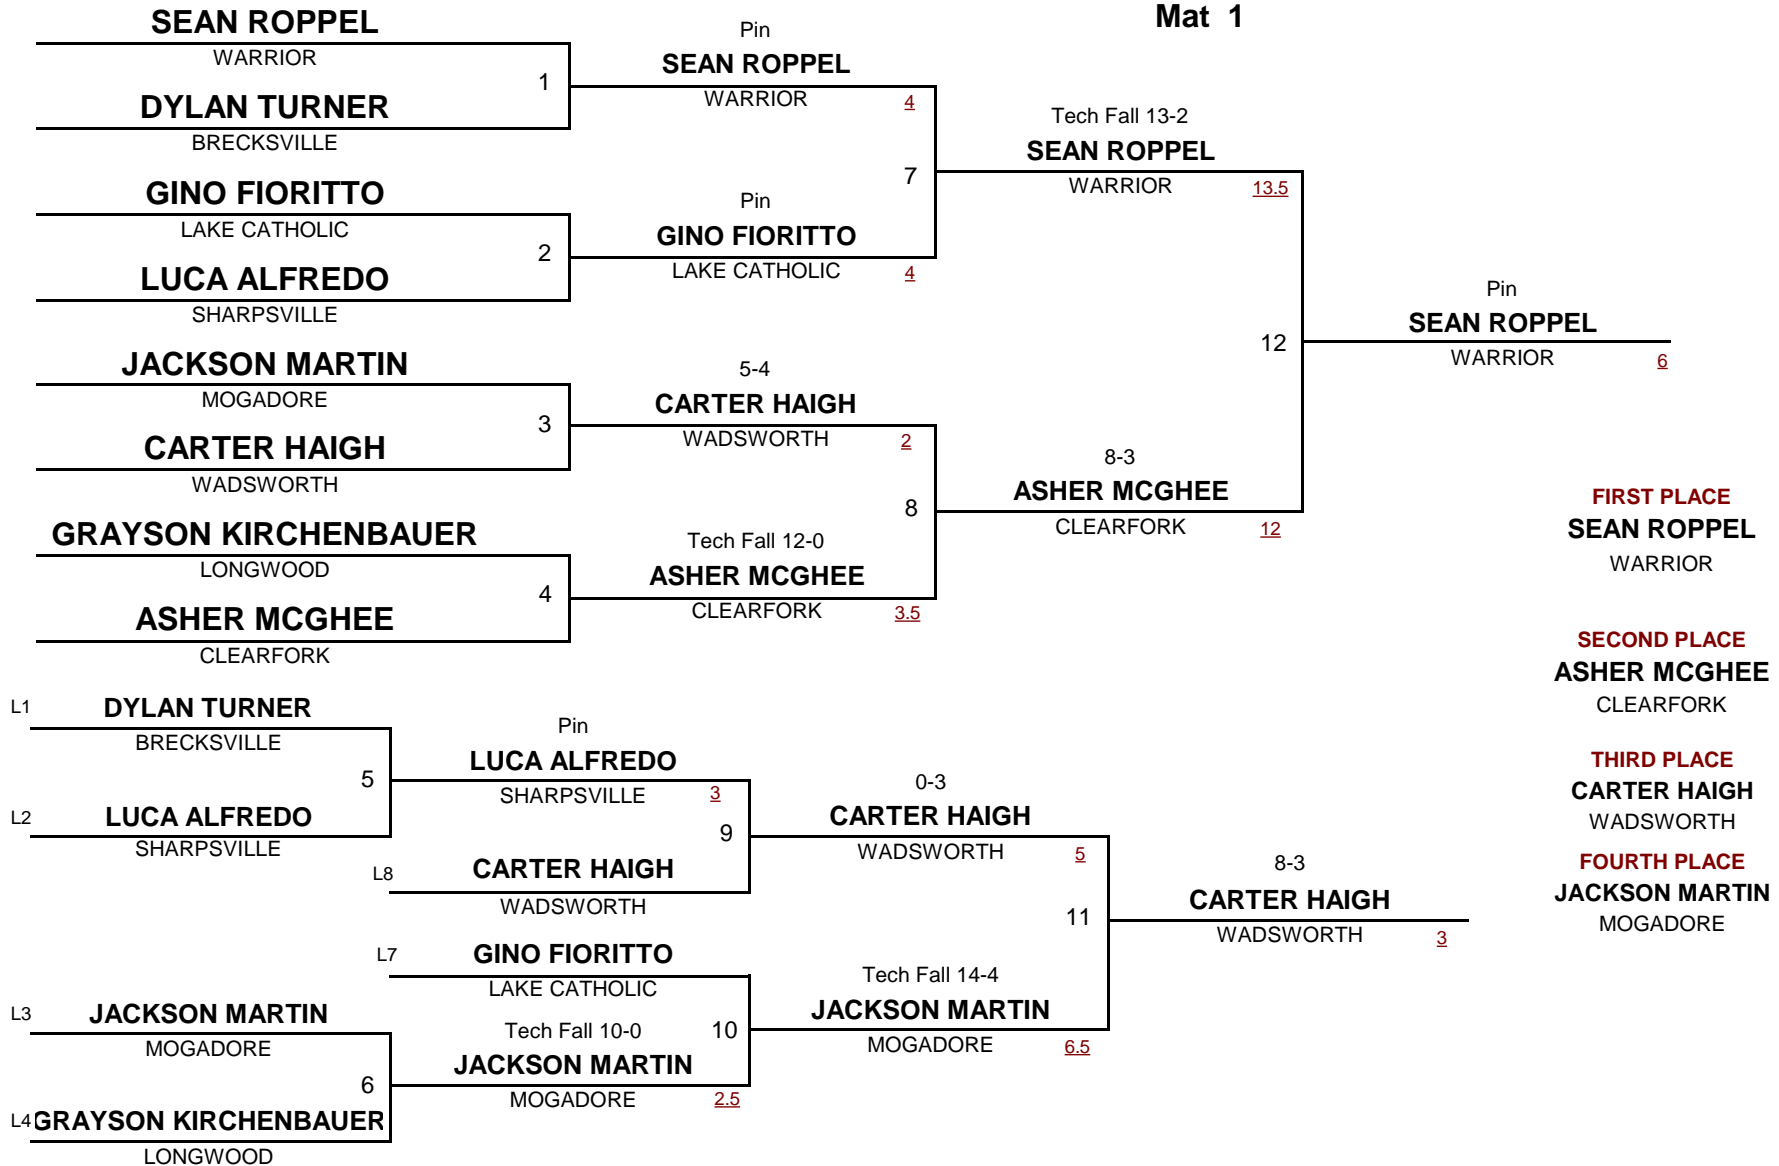 Mat 1
SEAN ROPPEL
WARRIOR
1
DYLAN TURNER
BRECKSVILLE
GINO FIORITTO
LAKE CATHOLIC
2
LUCA ALFREDO
SHARPSVILLE
JACKSON MARTIN
MOGADORE
3
CARTER HAIGH
WADSWORTH
GRAYSON KIRCHENBAUER
LONGWOOD
4
ASHER MCGHEE
CLEARFORK
Pin
SEAN ROPPEL
WARRIOR 4
7
Pin
GINO FIORITTO
LAKE CATHOLIC 4
5-4
CARTER HAIGH
WADSWORTH 2
8
Tech Fall 12-0
ASHER MCGHEE
CLEARFORK 3.5
Tech Fall 13-2
SEAN ROPPEL
WARRIOR 13.5
12
8-3
ASHER MCGHEE
CLEARFORK 12
Pin
SEAN ROPPEL
WARRIOR 6
FIRST PLACE
SEAN ROPPEL
WARRIOR
SECOND PLACE
ASHER MCGHEE
CLEARFORK
THIRD PLACE
CARTER HAIGH
WADSWORTH
FOURTH PLACE
JACKSON MARTIN
MOGADORE
L1 DYLAN TURNER
BRECKSVILLE
5
L2 LUCA ALFREDO
SHARPSVILLE
Pin
LUCA ALFREDO
SHARPSVILLE 3
9
L8 CARTER HAIGH
WADSWORTH
L7 GINO FIORITTO
LAKE CATHOLIC
10
L3 JACKSON MARTIN
MOGADORE
6
L4 GRAYSON KIRCHENBAUER
LONGWOOD
Tech Fall 10-0
JACKSON MARTIN
MOGADORE 2.5
0-3
CARTER HAIGH
WADSWORTH 5
11
Tech Fall 14-4
JACKSON MARTIN
MOGADORE 6.5
8-3
CARTER HAIGH
WADSWORTH 3